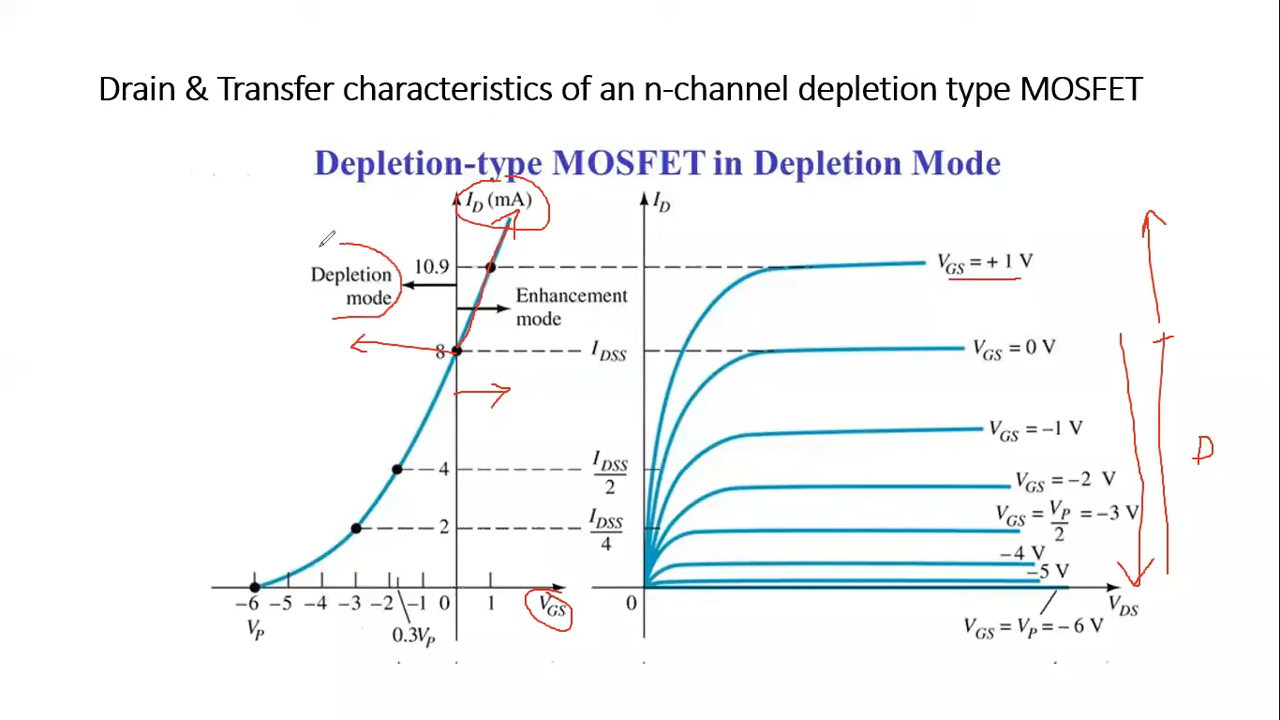 Drain & Transfer characteristics of an n-channel depletion type MOSFET
Depletion-type MOSFET in Depletion Mode
I_D (mA)
Depletion
mode
10.9
Enhancement
mode
8
I_DSS
4
I_DSS
2
2
I_DSS
4
-6 -5 -4 -3 -2 -1 0 1 V_GS
V_P
0.3V_P
I_D
V_GS = + 1 V
V_GS = 0 V
V_GS = -1 V
V_GS = -2 V
V_GS = V_P/2 = -3 V
-4 V
-5 V
0
V_DS
V_GS = V_P = -6 V
D